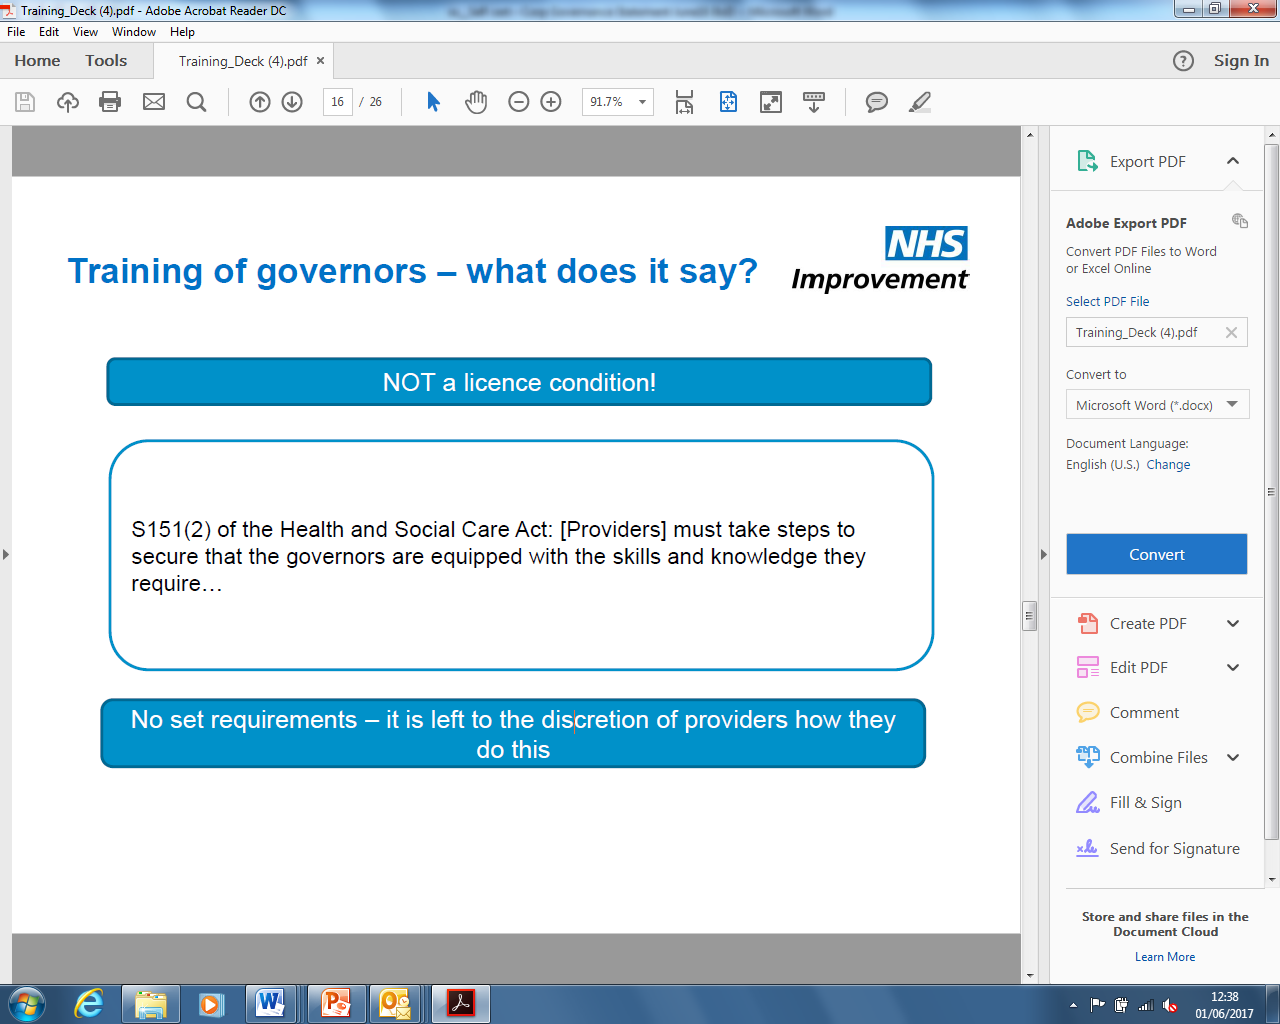 Training_Deck (4).pdf - Adobe Acrobat Reader DC
File Edit View Window Help
Home Tools Training_Deck (4).pdf × Sign In
16 / 26 91.7%
NHS
Improvement
Training of governors – what does it say?
NOT a licence condition!
S151(2) of the Health and Social Care Act: [Providers] must take steps to
secure that the governors are equipped with the skills and knowledge they
require…
No set requirements – it is left to the discretion of providers how they
do this
Export PDF
Adobe Export PDF
Convert PDF Files to Word
or Excel Online
Select PDF File
Training_Deck (4).pdf
Convert to
Microsoft Word (*.docx)
Document Language:
English (U.S.) Change
Convert
Create PDF
Edit PDF
Comment
Combine Files
Fill & Sign
Send for Signature
Store and share files in the
Document Cloud
Learn More
12:38
01/06/2017